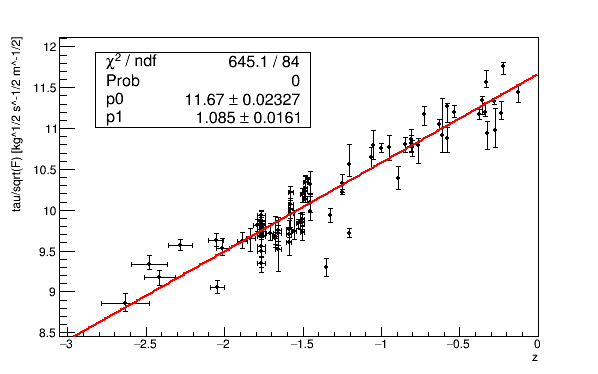 tau/sqrt(F) [kg^1/2 s^-1/2 m^-1/2]
χ² / ndf 645.1 / 84
Prob 0
p0 11.67 ± 0.02327
p1 1.085 ± 0.0161
12
11.5
11
10.5
10
9.5
9
8.5
−3 −2.5 −2 −1.5 −1 −0.5 0
z